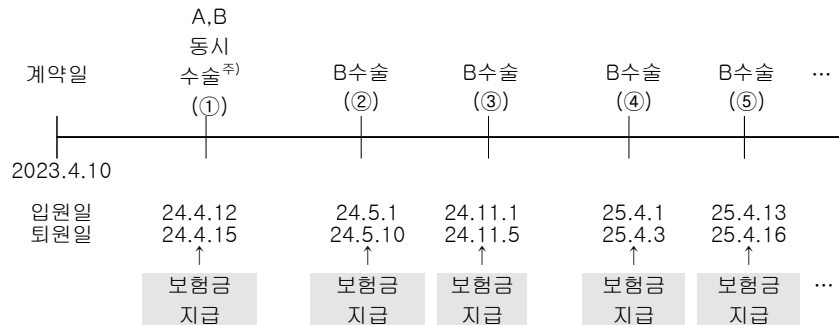 A,B
동시
계약일 수술주) B수술 B수술 B수술 B수술 …
(①) (②) (③) (④) (⑤)
2023.4.10
입원일 24.4.12 24.5.1 24.11.1 25.4.1 25.4.13
퇴원일 24.4.15 24.5.10 24.11.5 25.4.3 25.4.16
↑ ↑ ↑ ↑ ↑
보험금 보험금 보험금 보험금 보험금 …
지급 지급 지급 지급 지급